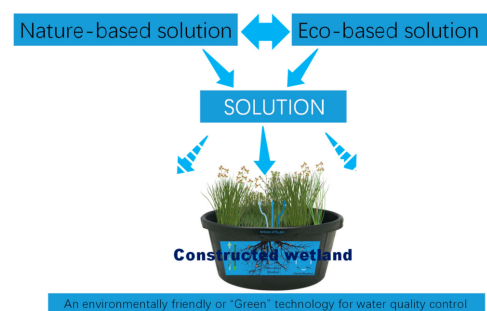 Nature-based solution
Eco-based solution
SOLUTION
Constructed wetland
An environmentally friendly or “Green” technology for water quality control